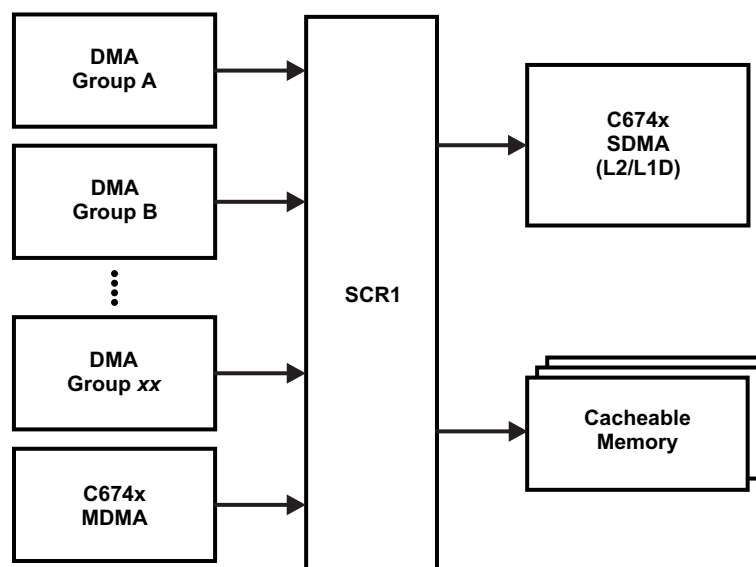 DMA
Group A
DMA
Group B
DMA
Group xx
C674x
MDMA
SCR1
C674x
SDMA
(L2/L1D)
Cacheable
Memory